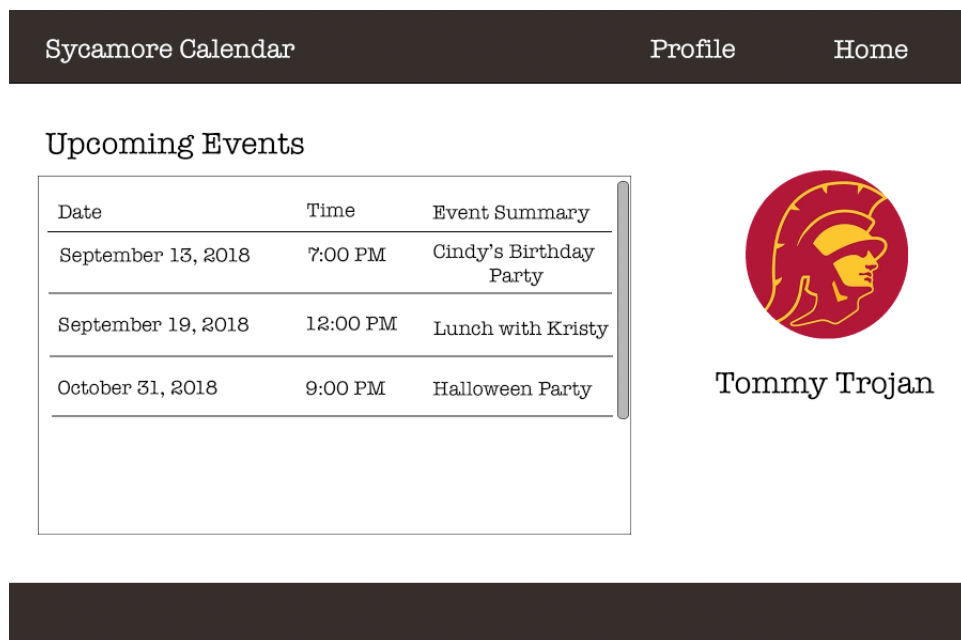 Sycamore Calendar Profile Home
Upcoming Events
Date Time Event Summary
September 13, 2018 7:00 PM Cindy's Birthday
Party
September 19, 2018 12:00 PM Lunch with Kristy
October 31, 2018 9:00 PM Halloween Party
Tommy Trojan